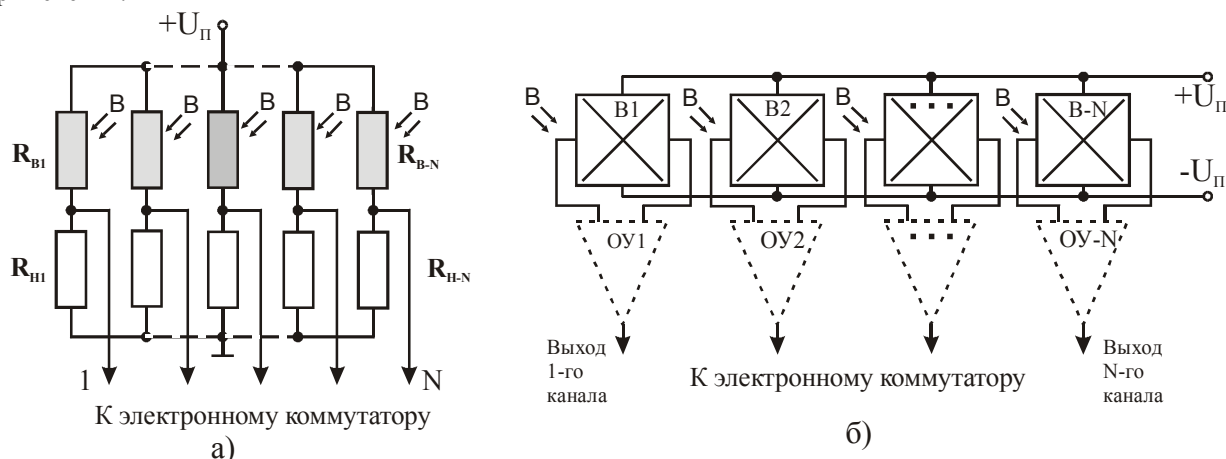 +U_П
B B B B B
R_B1 R_B-N
R_H1 R_H-N
1 N
К электронному коммутатору
а)
+U_П
B B B B
B1 B2 ... B-N
-U_П
ОУ1 ОУ2 ... ОУ-N
Выход
1-го
канала
К электронному коммутатору
Выход
N-го
канала
б)